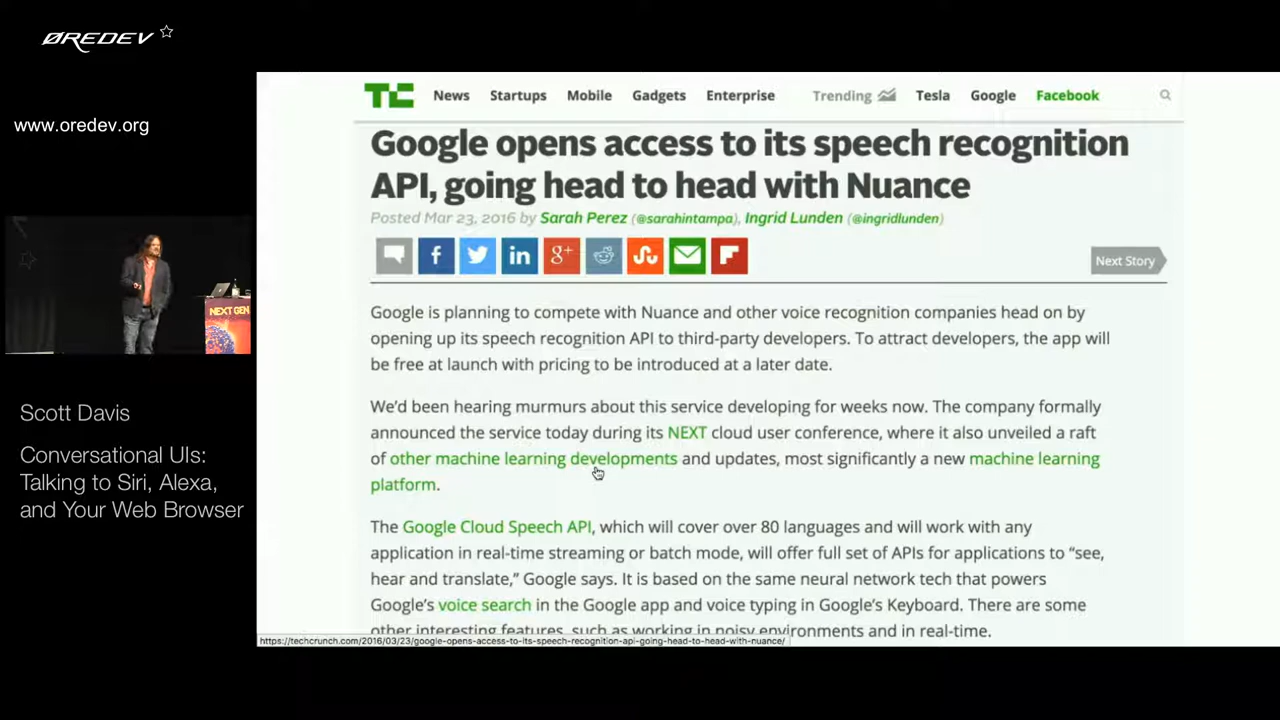 ØREDEV
www.oredev.org
NEXT GEN
Scott Davis
Conversational UIs:
Talking to Siri, Alexa,
and Your Web Browser
TC News Startups Mobile Gadgets Enterprise Trending Tesla Google Facebook
Google opens access to its speech recognition
API, going head to head with Nuance
Posted Mar 23, 2016 by Sarah Perez (@sarahintampa), Ingrid Lunden (@ingridlunden)
f in g+
Next Story
Google is planning to compete with Nuance and other voice recognition companies head on by
opening up its speech recognition API to third-party developers. To attract developers, the app will
be free at launch with pricing to be introduced at a later date.
We'd been hearing murmurs about this service developing for weeks now. The company formally
announced the service today during its NEXT cloud user conference, where it also unveiled a raft
of other machine learning developments and updates, most significantly a new machine learning
platform.
The Google Cloud Speech API, which will cover over 80 languages and will work with any
application in real-time streaming or batch mode, will offer full set of APIs for applications to “see,
hear and translate,” Google says. It is based on the same neural network tech that powers
Google's voice search in the Google app and voice typing in Google's Keyboard. There are some
other interesting features, such as working in noisy environments and in real-time.
https://techcrunch.com/2016/03/23/google-opens-access-to-its-speech-recognition-api-going-head-to-head-with-nuance/